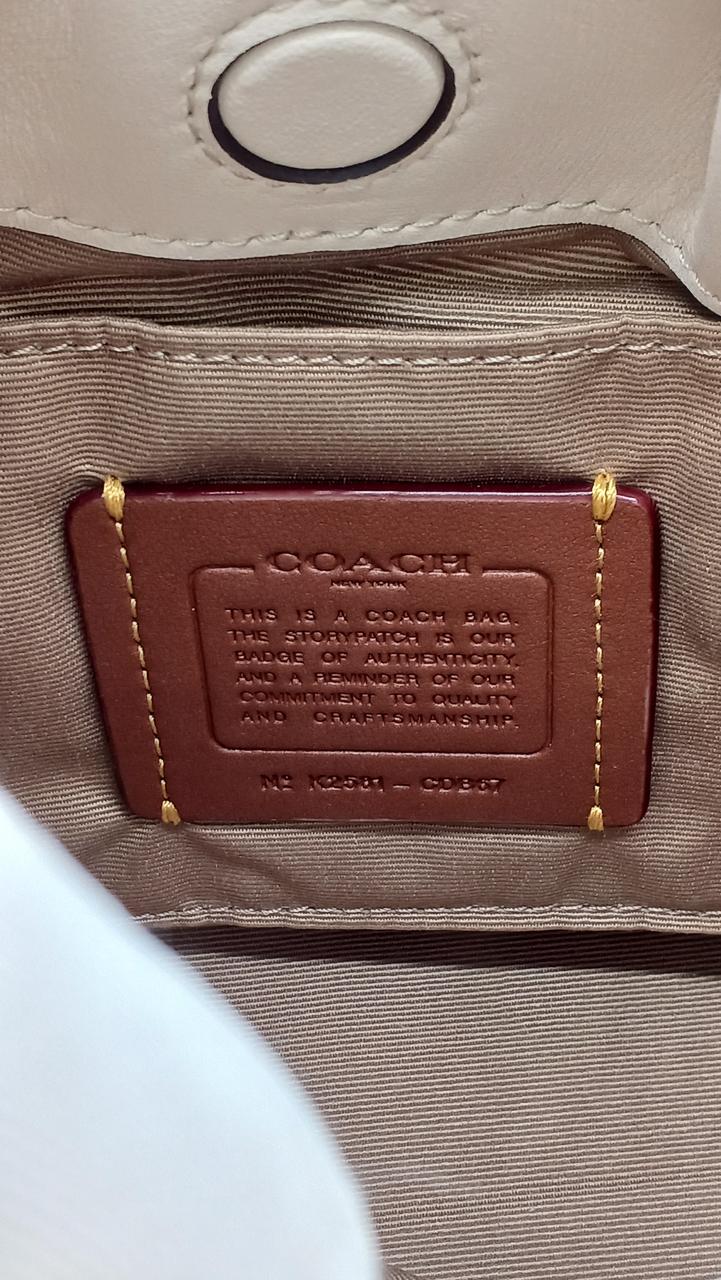 COACH
NEW YORK
THIS IS A COACH BAG.
THE STORYPATCH IS OUR
BADGE OF AUTHENTICITY,
AND A REMINDER OF OUR
COMMITMENT TO QUALITY
AND CRAFTSMANSHIP.
Nº K2581 – CDB67